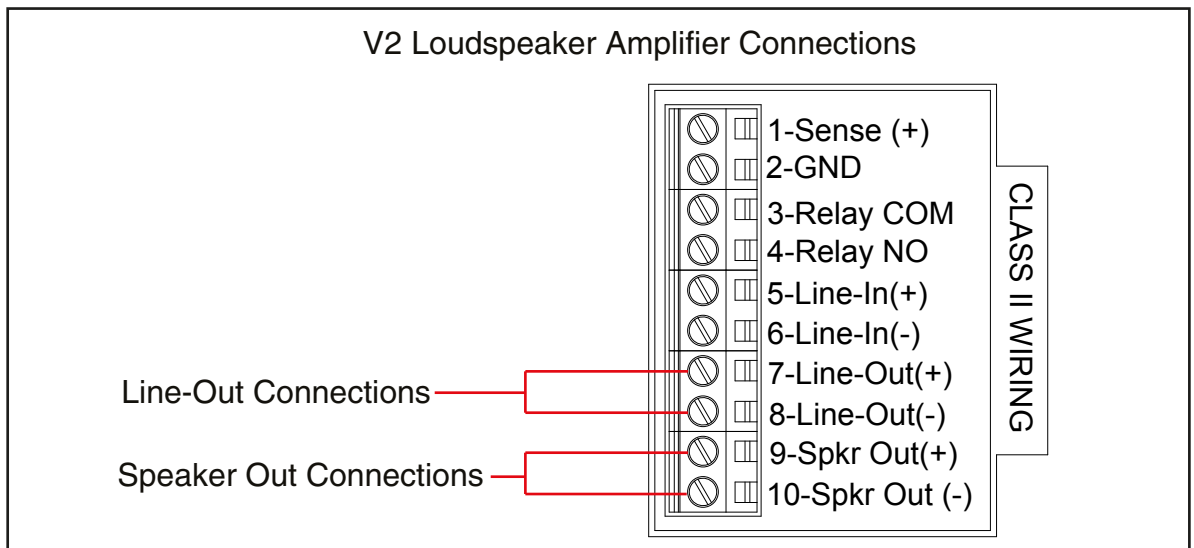 V2 Loudspeaker Amplifier Connections
1-Sense (+)
2-GND
3-Relay COM
4-Relay NO
5-Line-In(+)
6-Line-In(-)
7-Line-Out(+)
8-Line-Out(-)
9-Spkr Out(+)
10-Spkr Out (-)
CLASS II WIRING
Line-Out Connections
Speaker Out Connections